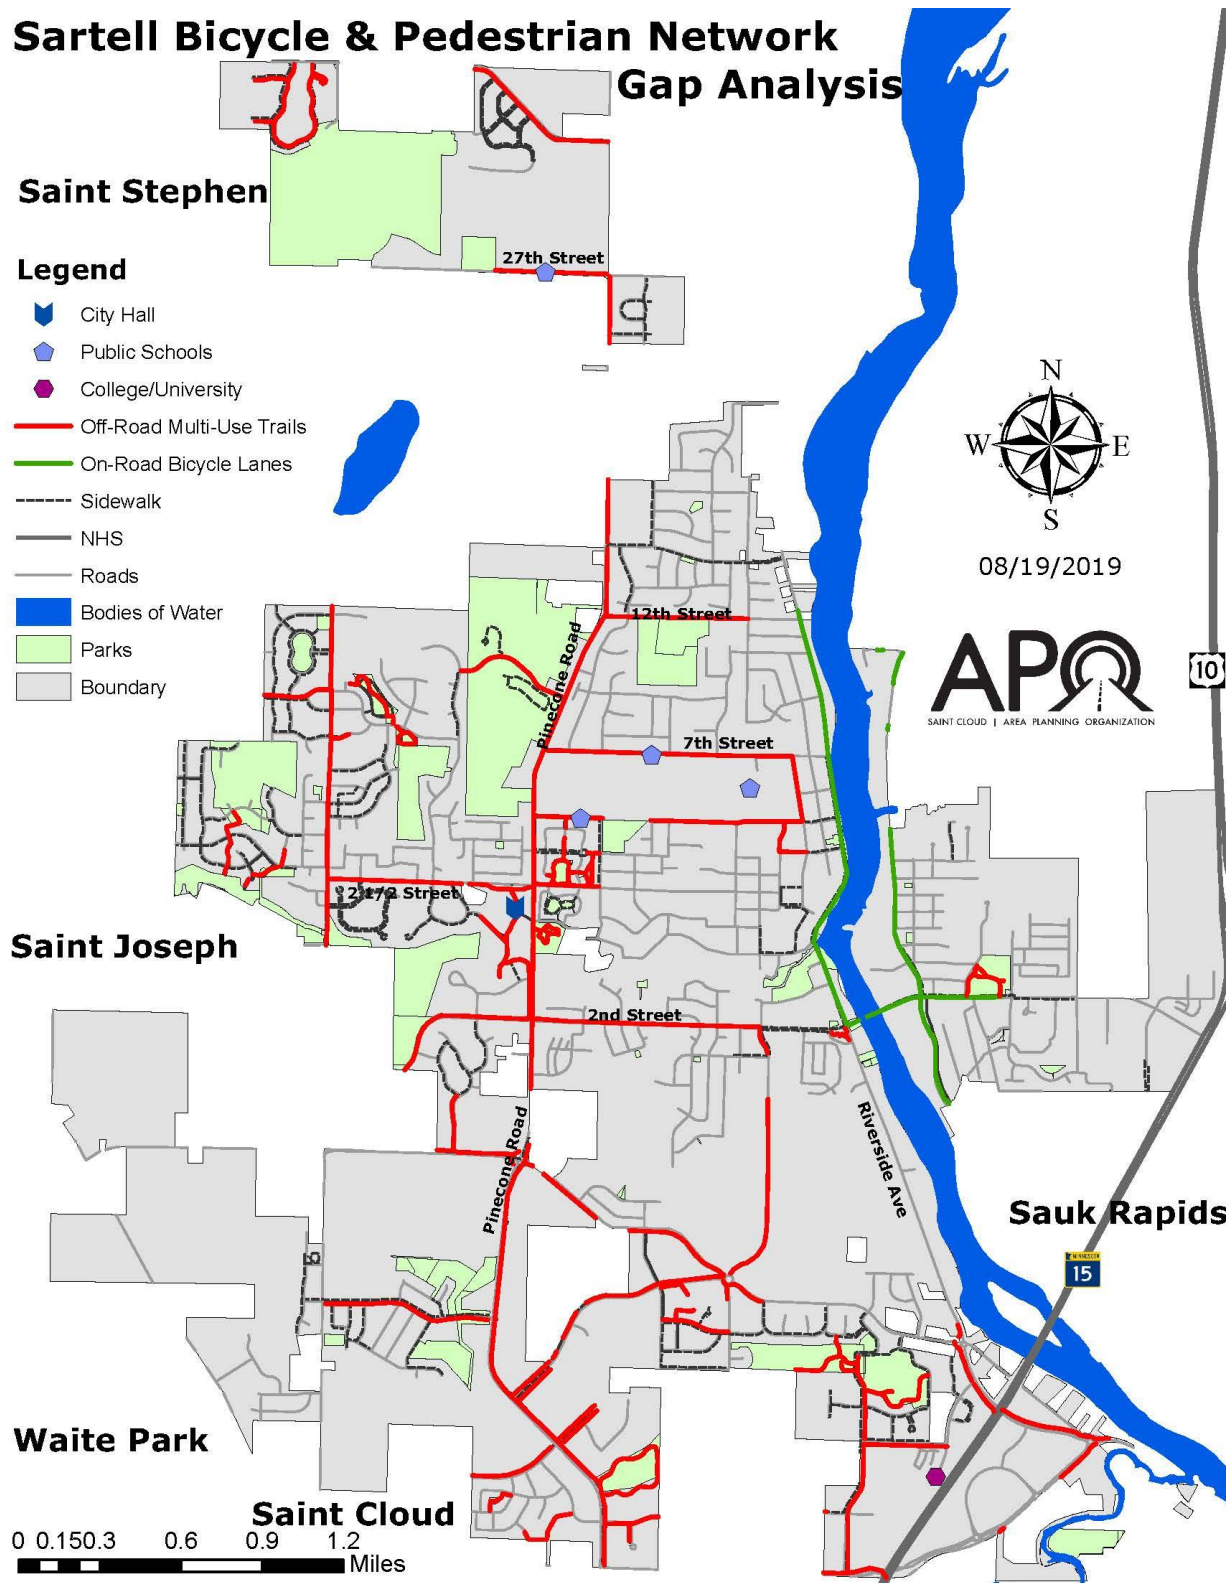 Sartell Bicycle & Pedestrian Network
Gap Analysis
Saint Stephen
27th Street
Legend
City Hall
Public Schools
College/University
Off-Road Multi-Use Trails
On-Road Bicycle Lanes
Sidewalk
NHS
Roads
Bodies of Water
Parks
Boundary
N
W E
S
08/19/2019
APO
SAINT CLOUD | AREA PLANNING ORGANIZATION
10
12th Street
Pinecone Road
7th Street
2 1/2 Street
Saint Joseph
2nd Street
Riverside Ave
Pinecone Road
Sauk Rapids
MINNESOTA
15
Waite Park
Saint Cloud
0 0.15 0.3 0.6 0.9 1.2
Miles